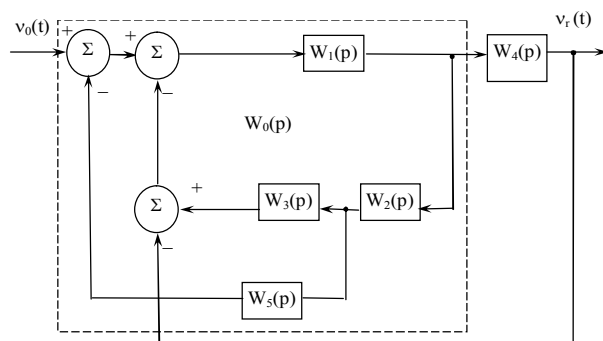 ν₀(t)
ν_r (t)
+
+
Σ
Σ
W₁(p)
W₄(p)
−
−
W₀(p)
+
Σ
W₃(p)
W₂(p)
−
W₅(p)